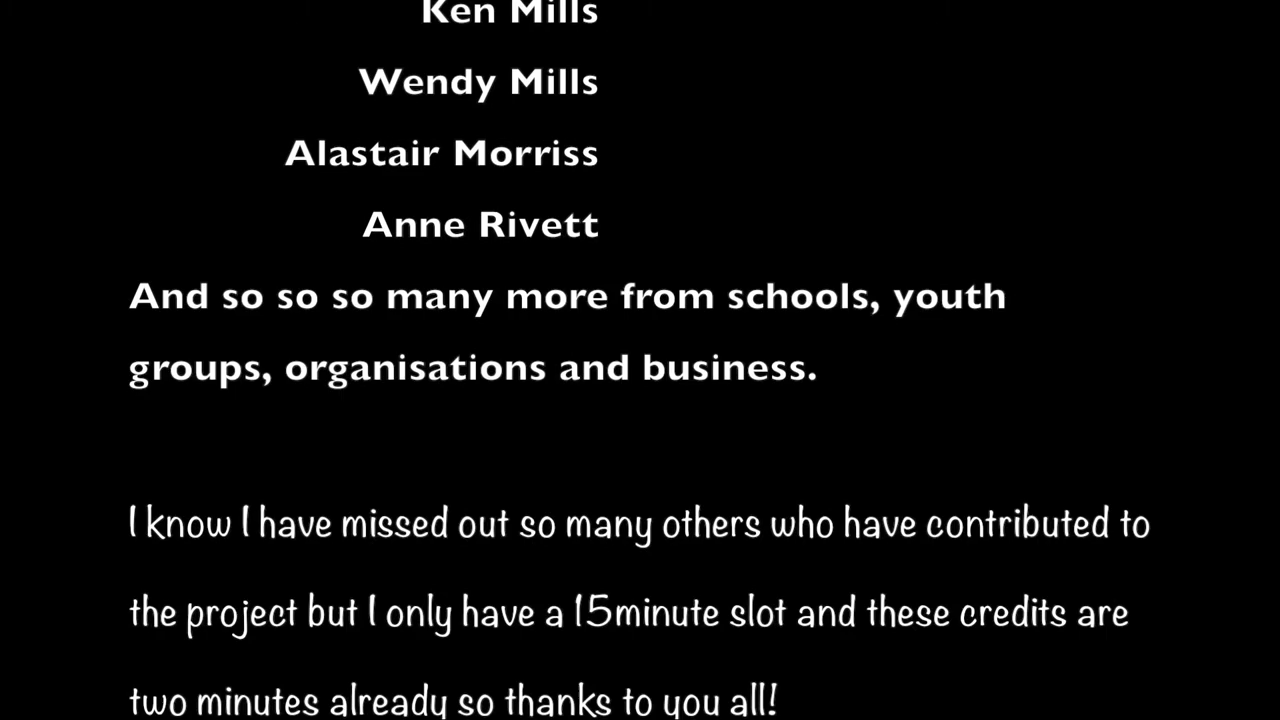 Ken Mills
Wendy Mills
Alastair Morriss
Anne Rivett
And so so so many more from schools, youth
groups, organisations and business.
I know I have missed out so many others who have contributed to
the project but I only have a 15minute slot and these credits are
two minutes already so thanks to you all!